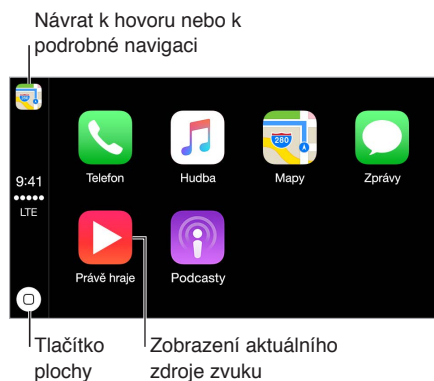 Návrat k hovoru nebo k
podrobné navigaci
280
9:41
LTE
Telefon
Hudba
280
Mapy
Zprávy
Právě hraje
Podcasty
Tlačítko
plochy
Zobrazení aktuálního
zdroje zvuku